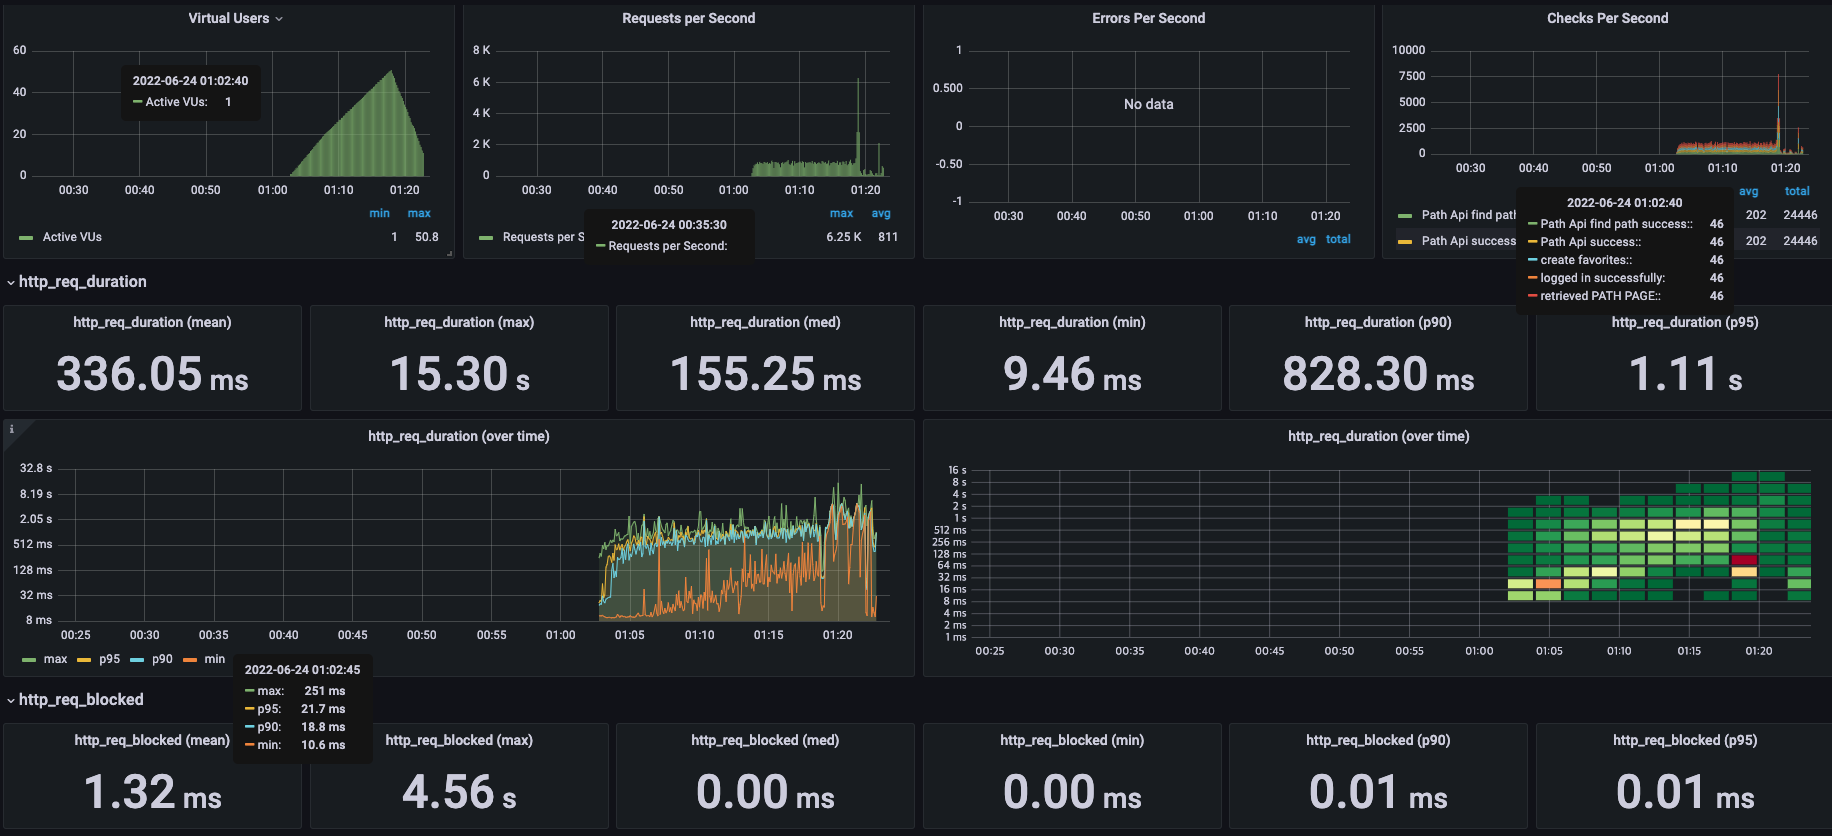 Virtual Users
60
40
20
0
00:30 00:40 00:50 01:00 01:10 01:20
2022-06-24 01:02:40
Active VUs: 1
min max
Active VUs 1 50.8
Requests per Second
8 K
6 K
4 K
2 K
0
00:30 00:40 00:50 01:00 01:10 01:20
max avg
Requests per S 6.25 K 811
2022-06-24 00:35:30
Requests per Second:
Errors Per Second
1
0.500
0
-0.50
-1
No data
00:30 00:40 00:50 01:00 01:10 01:20
avg total
Checks Per Second
10000
7500
5000
2500
0
00:30 00:40 00:50 01:00 01:10 01:20
avg total
Path Api find path 202 24446
Path Api success 202 24446
2022-06-24 01:02:40
Path Api find path success:: 46
Path Api success:: 46
create favorites:: 46
logged in successfully: 46
retrieved PATH PAGE:: 46
http_req_duration
http_req_duration (mean)
336.05 ms
http_req_duration (max)
15.30 s
http_req_duration (med)
155.25 ms
http_req_duration (min)
9.46 ms
http_req_duration (p90)
828.30 ms
http_req_duration (p95)
1.11 s
i
http_req_duration (over time)
32.8 s
8.19 s
2.05 s
512 ms
128 ms
32 ms
8 ms
00:25 00:30 00:35 00:40 00:45 00:50 00:55 01:00 01:05 01:10 01:15 01:20
max p95 p90 min
2022-06-24 01:02:45
max: 251 ms
p95: 21.7 ms
p90: 18.8 ms
min: 10.6 ms
http_req_duration (over time)
16 s
8 s
4 s
2 s
1 s
512 ms
256 ms
128 ms
64 ms
32 ms
16 ms
8 ms
4 ms
2 ms
1 ms
00:25 00:30 00:35 00:40 00:45 00:50 00:55 01:00 01:05 01:10 01:15 01:20
http_req_blocked
http_req_blocked (mean)
1.32 ms
http_req_blocked (max)
4.56 s
http_req_blocked (med)
0.00 ms
http_req_blocked (min)
0.00 ms
http_req_blocked (p90)
0.01 ms
http_req_blocked (p95)
0.01 ms